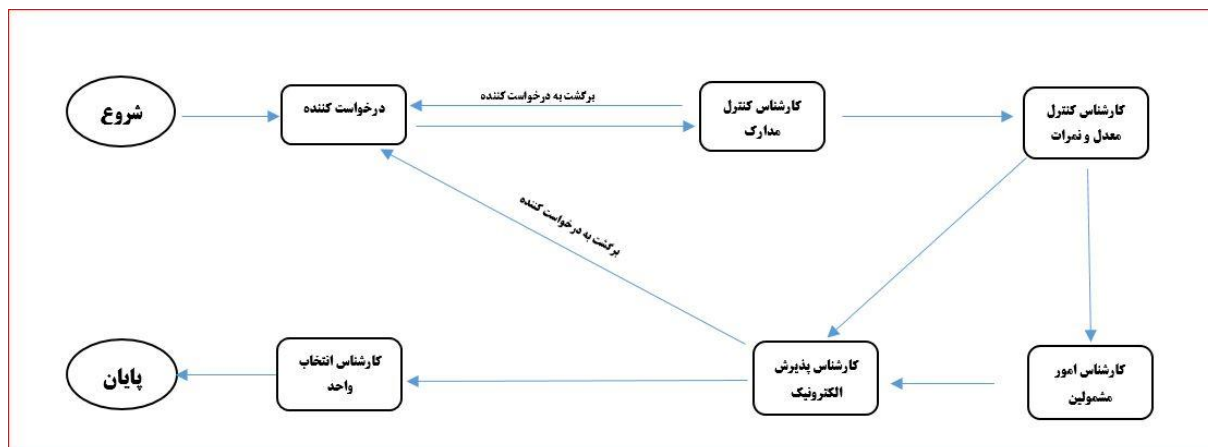 شروع
درخواست کننده
برگشت به درخواست کننده
کارشناس کنترل
مدارک
کارشناس کنترل
معدل و نمرات
برگشت به درخواست کننده
پایان
کارشناس انتخاب
واحد
کارشناس پذیرش
الکترونیک
کارشناس امور
مشمولین